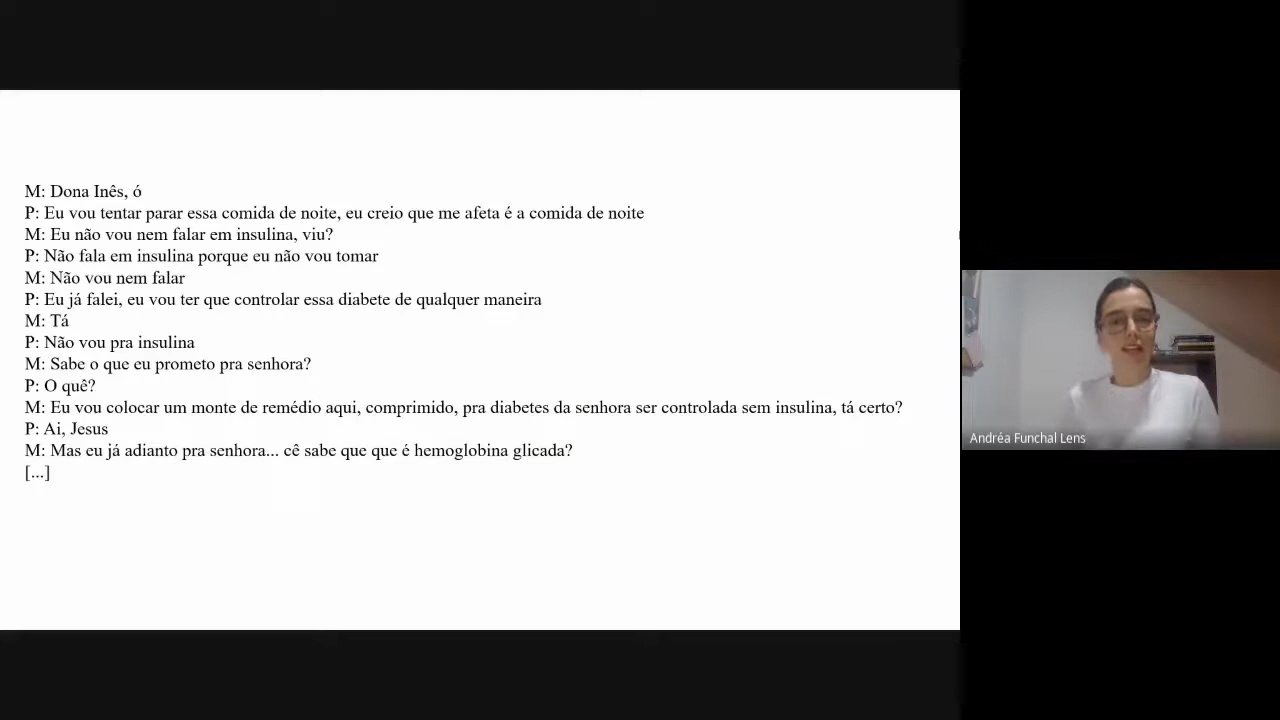 M: Dona Inês, ó
P: Eu vou tentar parar essa comida de noite, eu creio que me afeta é a comida de noite
M: Eu não vou nem falar em insulina, viu?
P: Não fala em insulina porque eu não vou tomar
M: Não vou nem falar
P: Eu já falei, eu vou ter que controlar essa diabete de qualquer maneira
M: Tá
P: Não vou pra insulina
M: Sabe o que eu prometo pra senhora?
P: O quê?
M: Eu vou colocar um monte de remédio aqui, comprimido, pra diabetes da senhora ser controlada sem insulina, tá certo?
P: Ai, Jesus
M: Mas eu já adianto pra senhora... cê sabe que que é hemoglobina glicada?
[...]
Andréa Funchal Lens